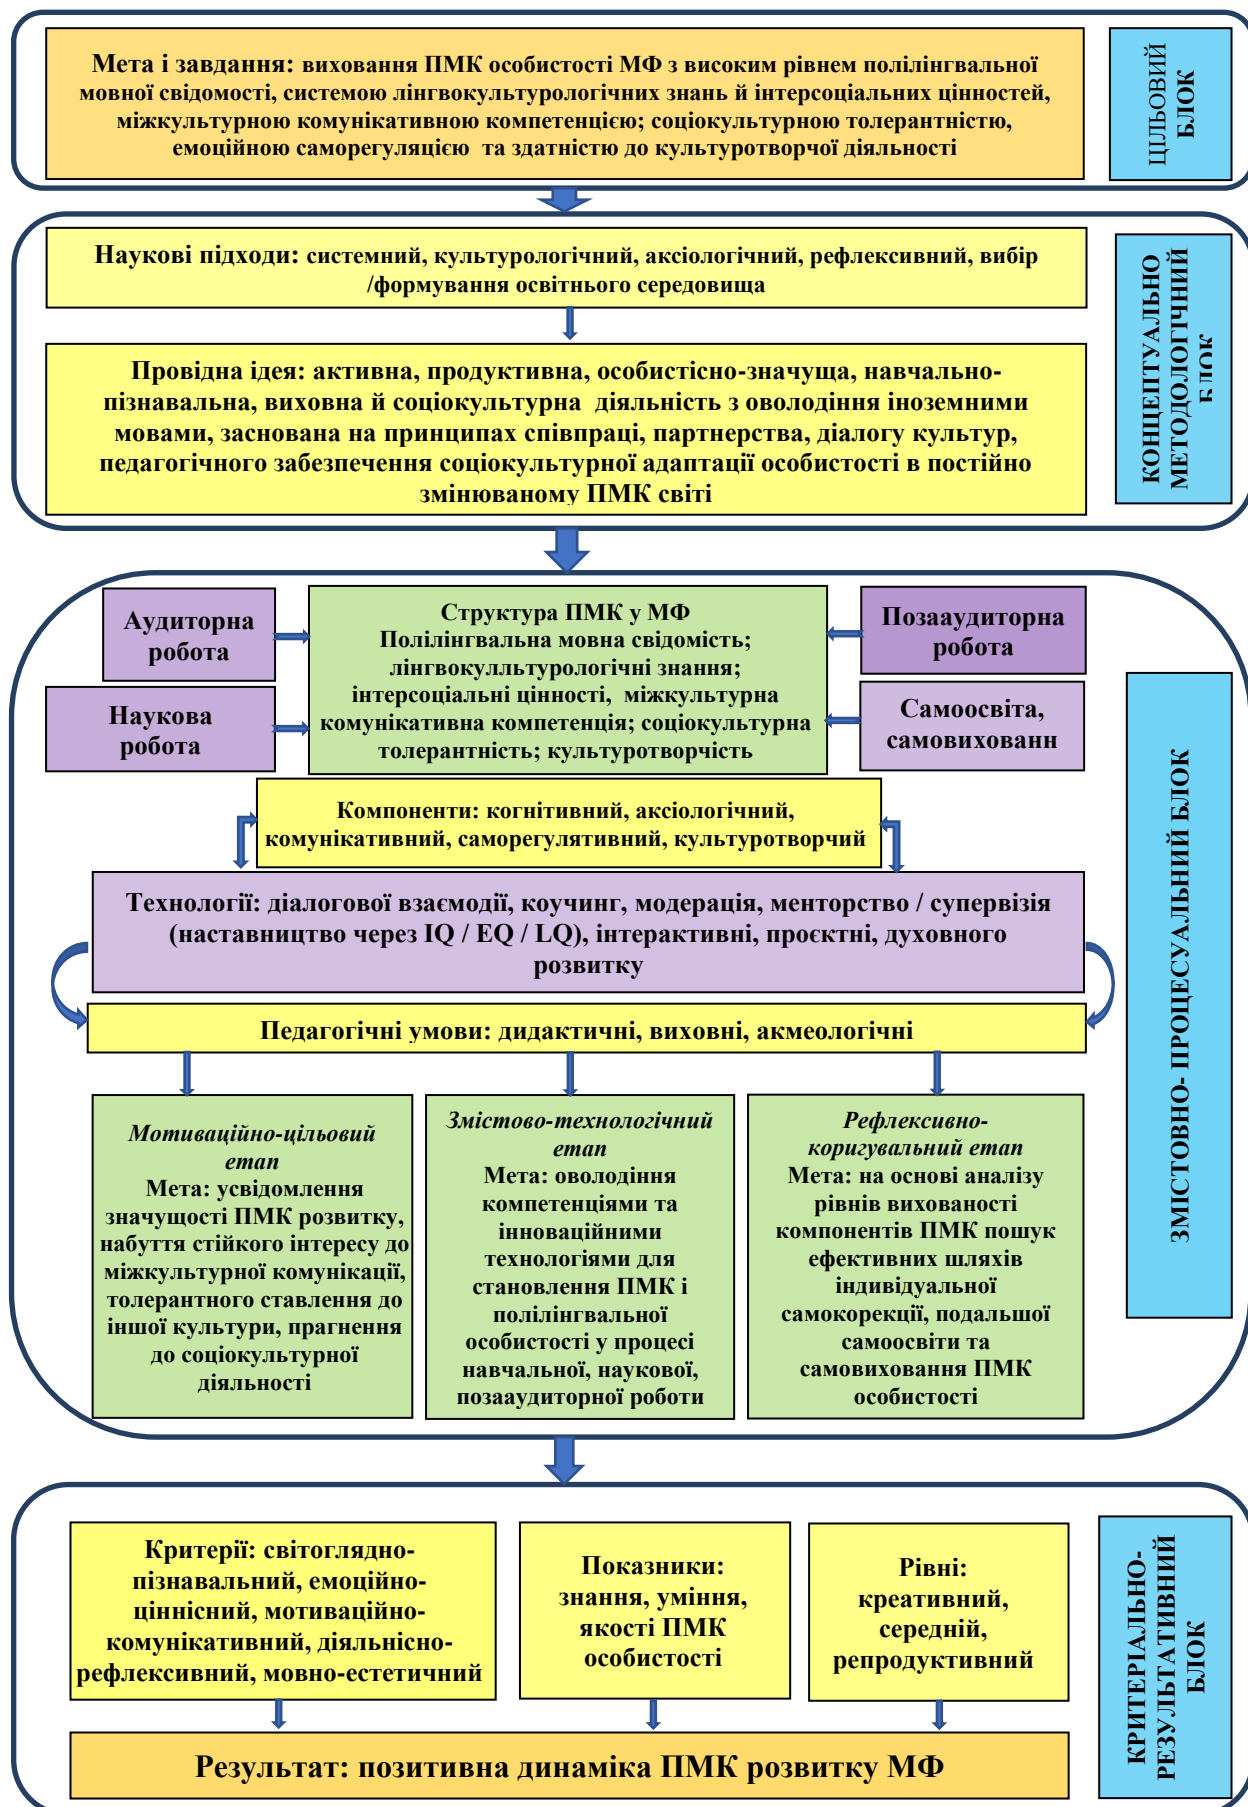 Мета і завдання: виховання ПМК особистості МФ з високим рівнем полілінгвальної
мовної свідомості, системою лінгвокультурологічних знань й інтерсоціальних цінностей,
міжкультурною комунікативною компетенцією; соціокультурною толерантністю,
емоційною саморегуляцією та здатністю до культуротворчої діяльності
ЦІЛЬОВИЙ
БЛОК
Наукові підходи: системний, культурологічний, аксіологічний, рефлексивний, вибір
/формування освітнього середовища
Провідна ідея: активна, продуктивна, особистісно-значуща, навчально-
пізнавальна, виховна й соціокультурна діяльність з оволодіння іноземними
мовами, заснована на принципах співпраці, партнерства, діалогу культур,
педагогічного забезпечення соціокультурної адаптації особистості в постійно
змінюваному ПМК світі
КОНЦЕПТУАЛЬНО
МЕТОДОЛОГІЧНИЙ
БЛОК
Аудиторна
робота
Наукова
робота
Структура ПМК у МФ
Полілінгвальна мовна свідомість;
лінгвокулльтурологічні знання;
інтерсоціальні цінності, міжкультурна
комунікативна компетенція; соціокультурна
толерантність; культуротворчість
Позааудиторна
робота
Самоосвіта,
самовихованн
Компоненти: когнітивний, аксіологічний,
комунікативний, саморегулятивний, культуротворчий
Технології: діалогової взаємодії, коучинг, модерація, менторство / супервізія
(наставництво через IQ / EQ / LQ), інтерактивні, проєктні, духовного
розвитку
Педагогічні умови: дидактичні, виховні, акмеологічні
Мотиваційно-цільовий
етап
Мета: усвідомлення
значущості ПМК розвитку,
набуття стійкого інтересу до
міжкультурної комунікації,
толерантного ставлення до
іншої культури, прагнення
до соціокультурної
діяльності
Змістово-технологічний
етап
Мета: оволодіння
компетенціями та
інноваційними
технологіями для
становлення ПМК і
полілінгвальної
особистості у процесі
навчальної, наукової,
позааудиторної роботи
Рефлексивно-
коригувальний етап
Мета: на основі аналізу
рівнів вихованості
компонентів ПМК пошук
ефективних шляхів
індивідуальної
самокорекції, подальшої
самоосвіти та
самовиховання ПМК
особистості
ЗМІСТОВНО- ПРОЦЕСУАЛЬНИЙ БЛОК
Критерії: світоглядно-
пізнавальний, емоційно-
ціннісний, мотиваційно-
комунікативний, діяльнісно-
рефлексивний, мовно-естетичний
Показники:
знання, уміння,
якості ПМК
особистості
Рівні:
креативний,
середній,
репродуктивний
Результат: позитивна динаміка ПМК розвитку МФ
КРИТЕРІАЛЬНО-
РЕЗУЛЬТАТИВНИЙ
БЛОК